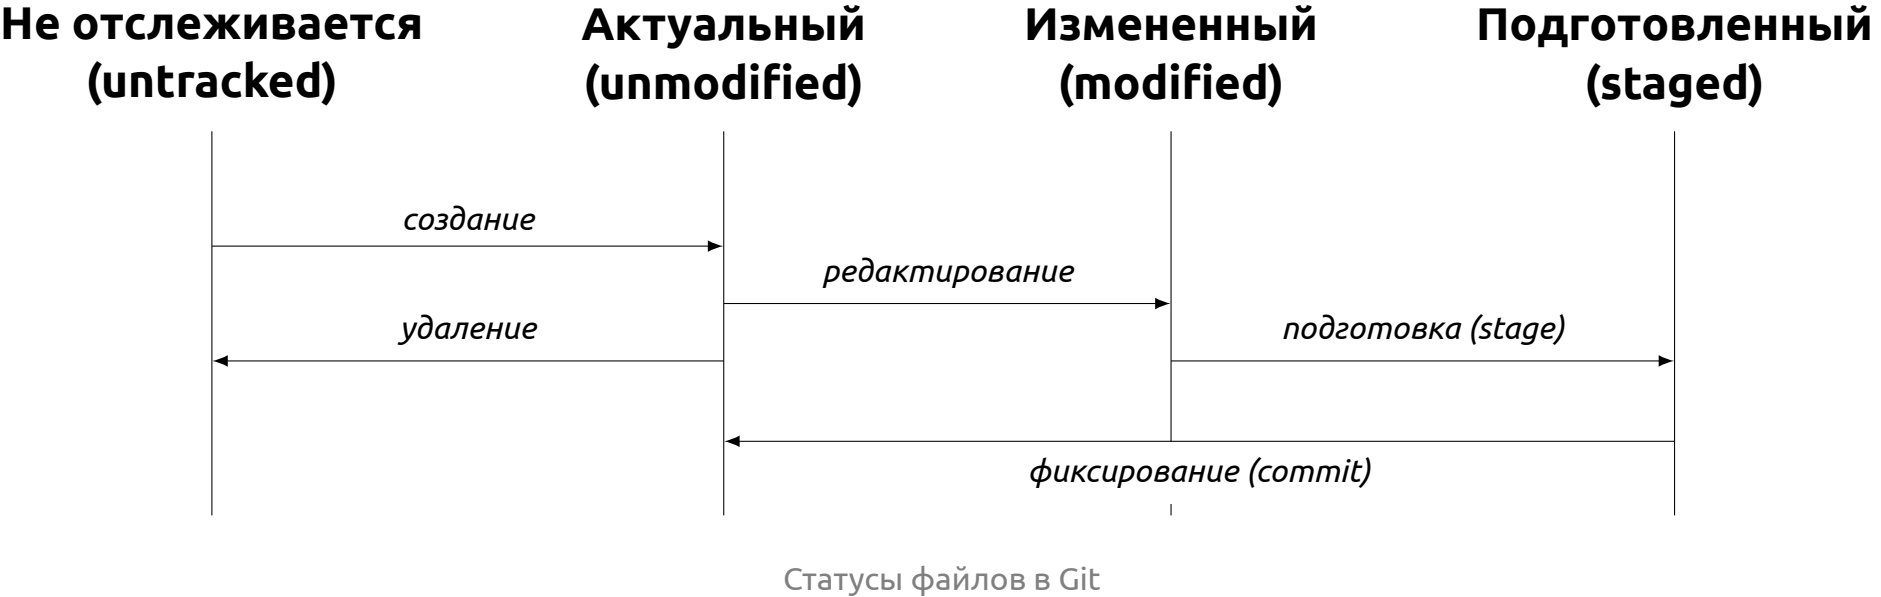 Не отслеживается
(untracked)
Актуальный
(unmodified)
Измененный
(modified)
Подготовленный
(staged)
создание
редактирование
удаление
подготовка (stage)
фиксирование (commit)
Статусы файлов в Git